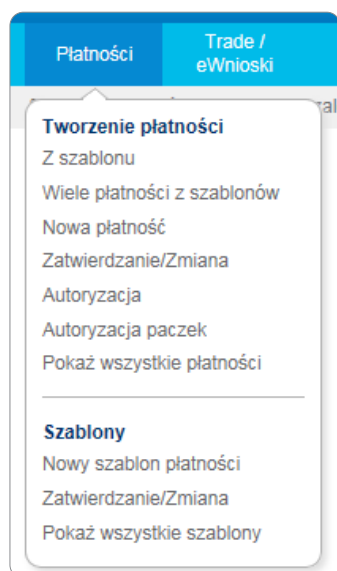 Płatności
Trade /
eWnioski
Tworzenie płatności
Z szablonu
Wiele płatności z szablonów
Nowa płatność
Zatwierdzanie/Zmiana
Autoryzacja
Autoryzacja paczek
Pokaż wszystkie płatności
Szablony
Nowy szablon płatności
Zatwierdzanie/Zmiana
Pokaż wszystkie szablony